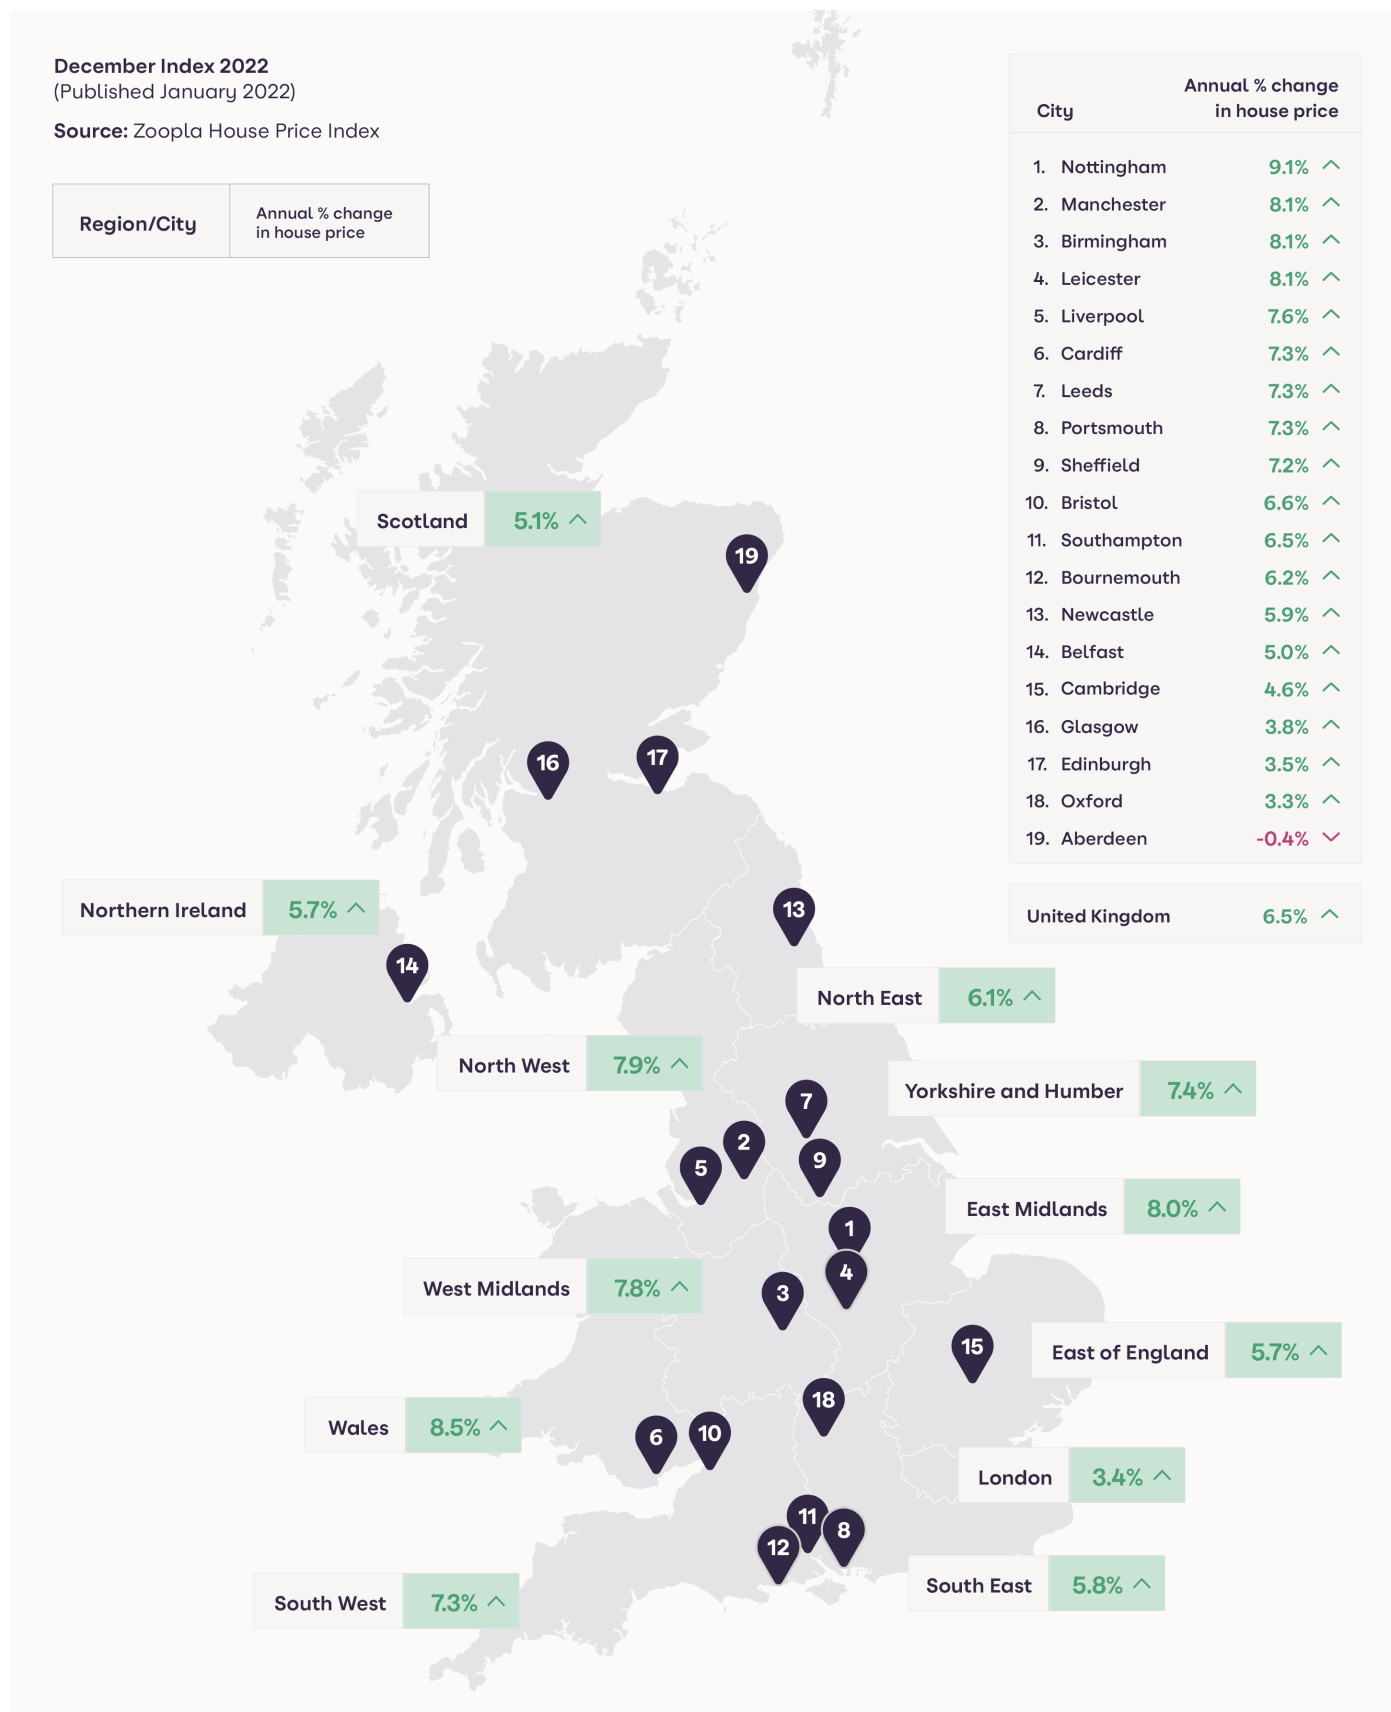 December Index 2022
(Published January 2022)
Source: Zoopla House Price Index
Region/City
Annual % change
in house price
City
Annual % change
in house price
1. Nottingham 9.1%
2. Manchester 8.1%
3. Birmingham 8.1%
4. Leicester 8.1%
5. Liverpool 7.6%
6. Cardiff 7.3%
7. Leeds 7.3%
8. Portsmouth 7.3%
9. Sheffield 7.2%
10. Bristol 6.6%
11. Southampton 6.5%
12. Bournemouth 6.2%
13. Newcastle 5.9%
14. Belfast 5.0%
15. Cambridge 4.6%
16. Glasgow 3.8%
17. Edinburgh 3.5%
18. Oxford 3.3%
19. Aberdeen -0.4%
United Kingdom 6.5%
Scotland 5.1%
19
16
17
Northern Ireland 5.7%
13
14
North East 6.1%
North West 7.9%
Yorkshire and Humber 7.4%
7
2
5
9
East Midlands 8.0%
1
4
West Midlands 7.8%
3
15
East of England 5.7%
18
Wales 8.5%
6
10
London 3.4%
11
8
12
South East 5.8%
South West 7.3%